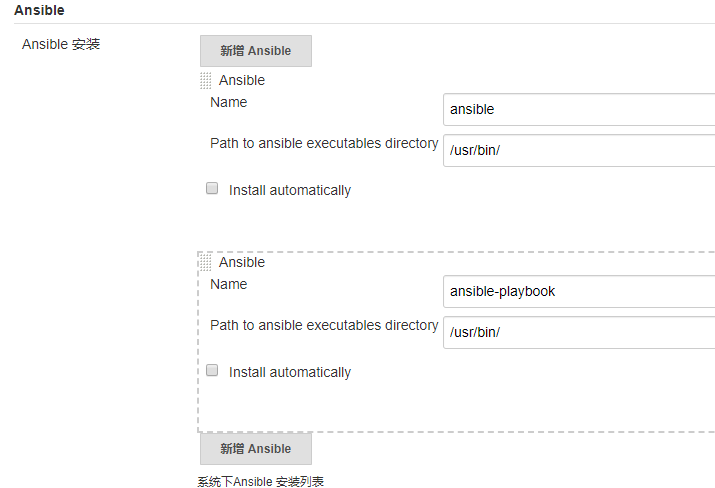 Ansible
Ansible 安装
新增 Ansible
Ansible
Name
ansible
Path to ansible executables directory
/usr/bin/
Install automatically
Ansible
Name
ansible-playbook
Path to ansible executables directory
/usr/bin/
Install automatically
新增 Ansible
系统下Ansible 安装列表